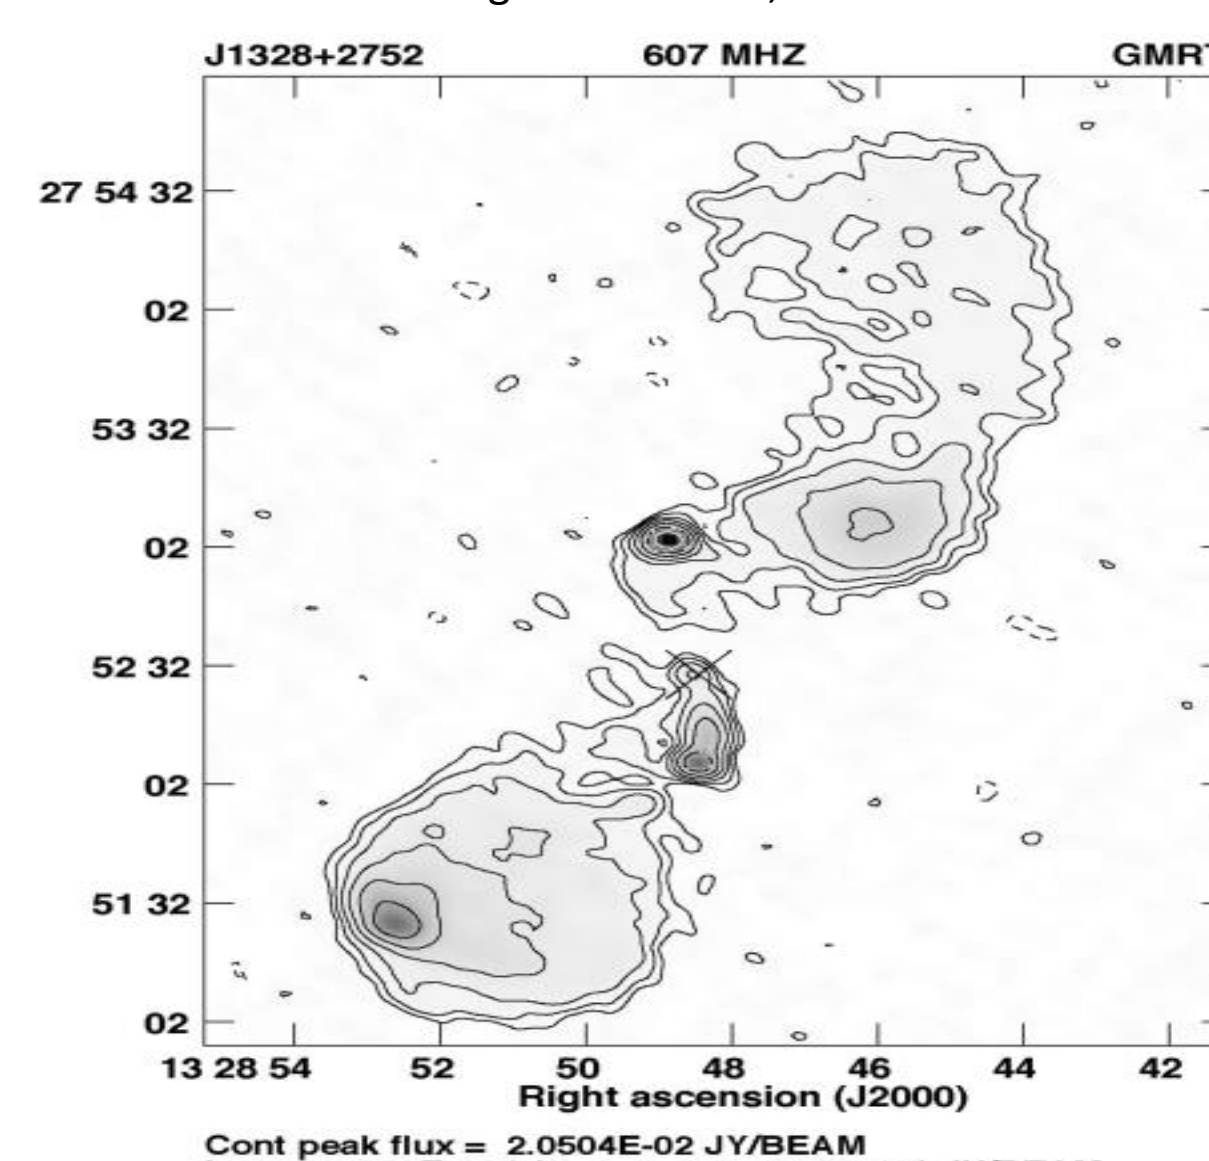 J1328+2752 607 MHZ GMRT
27 54 32
02
53 32
02
52 32
02
51 32
02
13 28 54 52 50 48 46 44 42
Right ascension (J2000)
Cont peak flux = 2.0504E-02 JY/BEAM